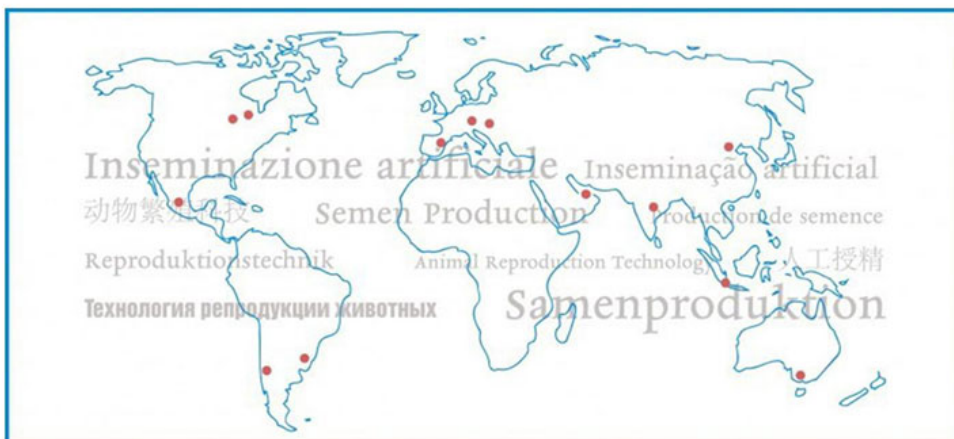 Inseminazione artificiale Inseminação artificial
动物繁殖科技 Semen Production Production de semence
Reproduktionstechnik Animal Reproduction Technology 人工授精
Технология репродукции животных Samenproduktion